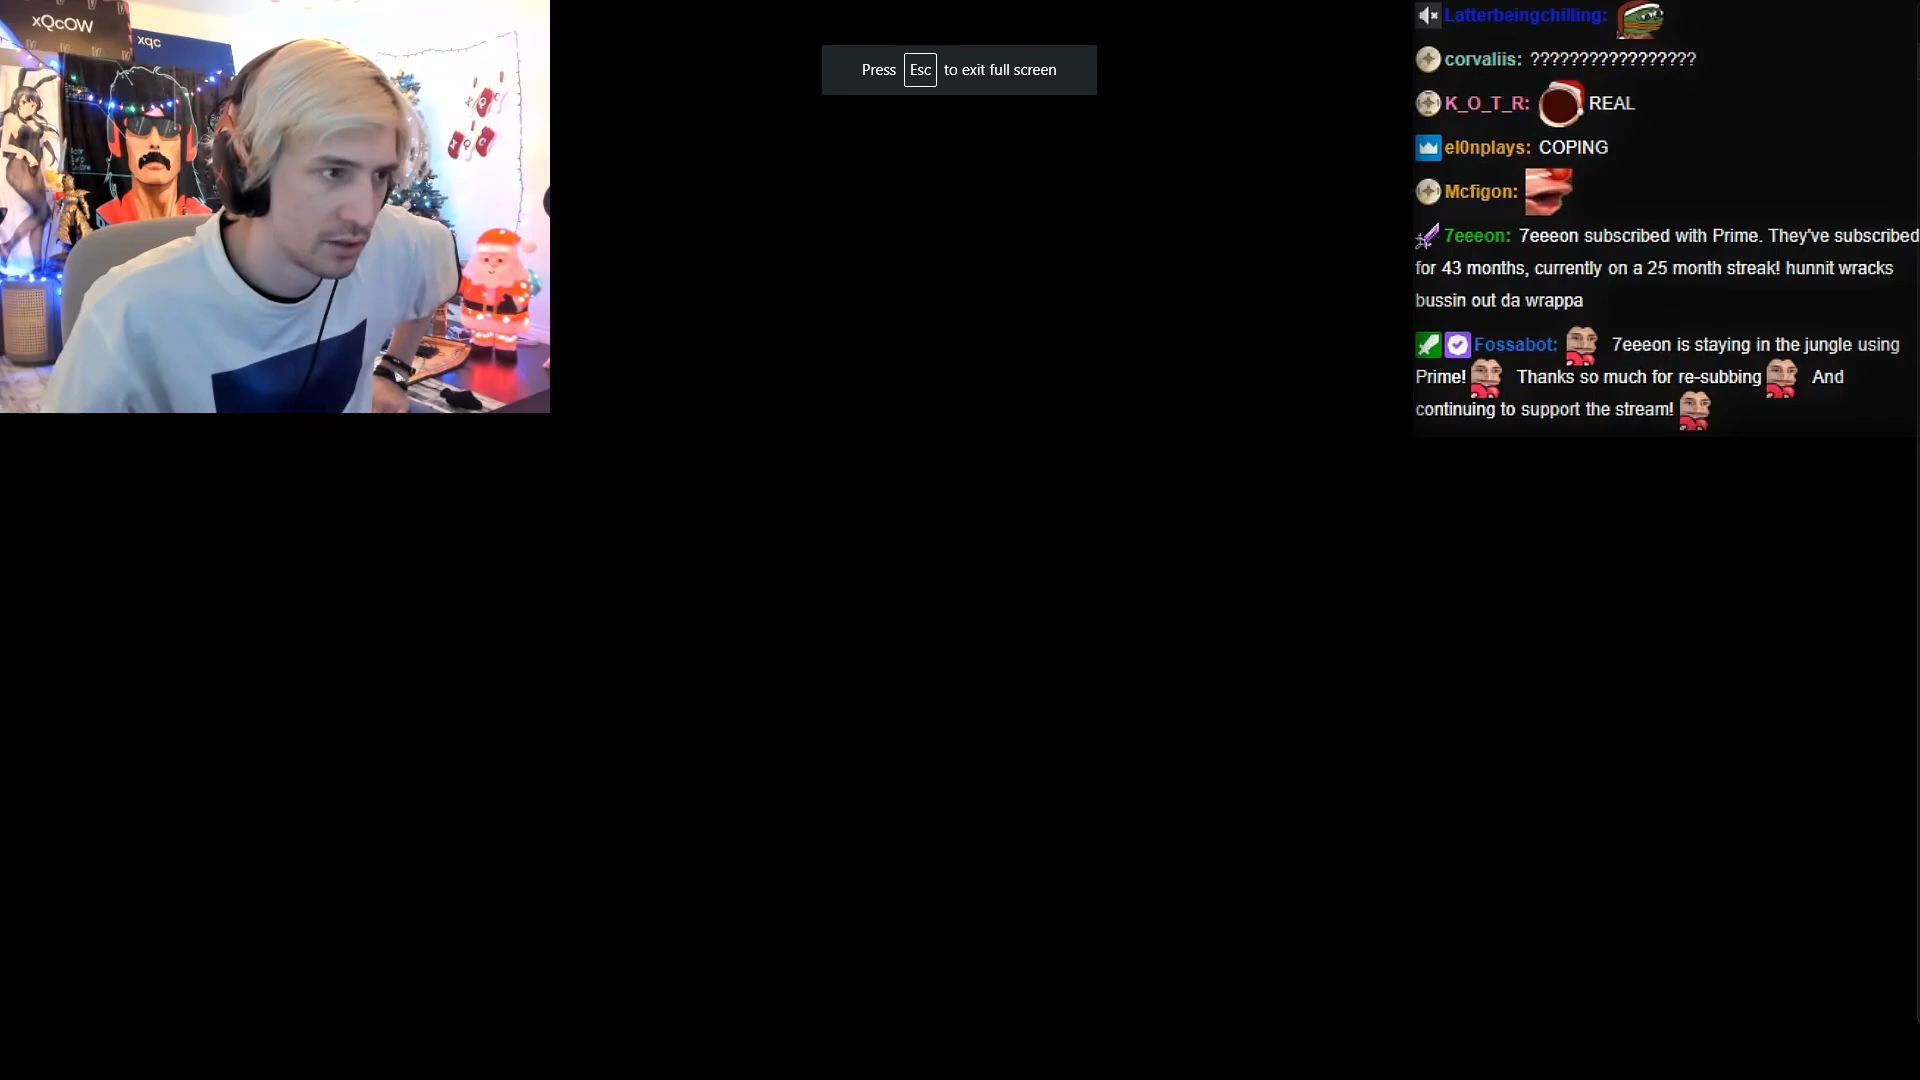 xQcOW
xqc
X Q C
X Q C
Press Esc to exit full screen
Latterbeingchilling:
corvaliis: ?????????????????
K_O_T_R: REAL
el0nplays: COPING
Mcfigon:
7eeeon: 7eeeon subscribed with Prime. They've subscribed
for 43 months, currently on a 25 month streak! hunnit wracks
bussin out da wrappa
Fossabot: 7eeeon is staying in the jungle using
Prime! Thanks so much for re-subbing And
continuing to support the stream!